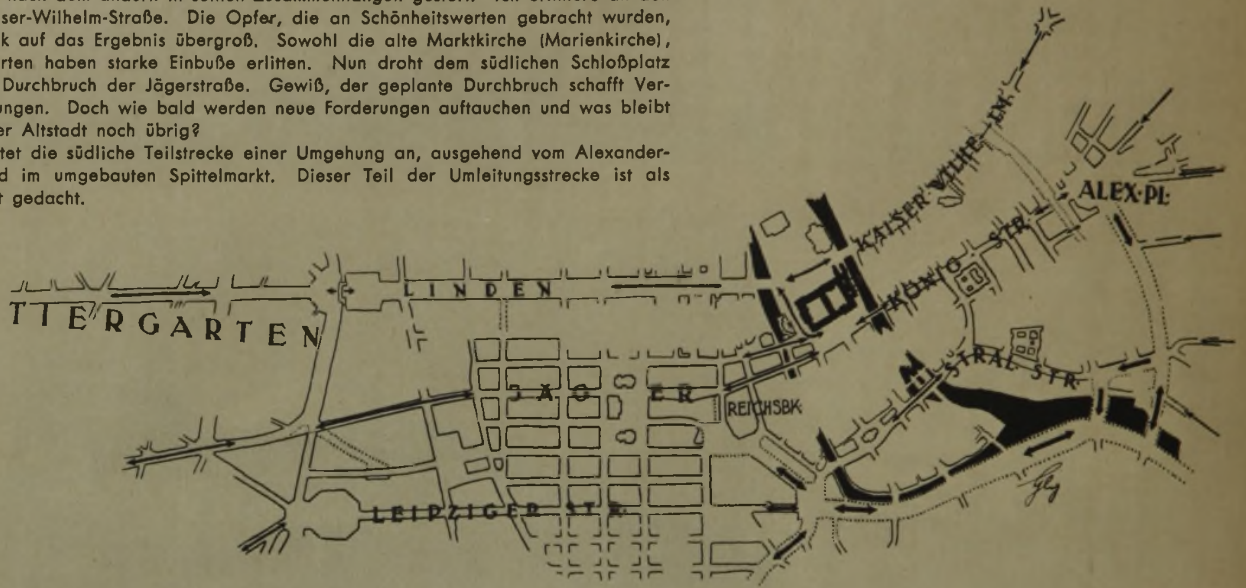 ser-Wilhelm-Straße. Die Opfer, die an Schönheitswerten gebracht wurden,
k auf das Ergebnis übergroß. Sowohl die alte Marktkirche (Marienkirche),
rten haben starke Einbuße erlitten. Nun droht dem südlichen Schloßplatz
Durchbruch der Jägerstraße. Gewiß, der geplante Durchbruch schafft Ver-
ungen. Doch wie bald werden neue Forderungen auftauchen und was bleibt
er Altstadt noch übrig?
tet die südliche Teilstrecke einer Umgehung an, ausgehend vom Alexander-
d im umgebauten Spittelmarkt. Dieser Teil der Umleitungsstrecke ist als
t gedacht.
KAISER WILHELM
ALEX·PL·
KÖNIG STR·
LINDEN
TIERGARTEN
STRAL STR·
JÄGER
REICHSBK·
LEIPZIGER STR·